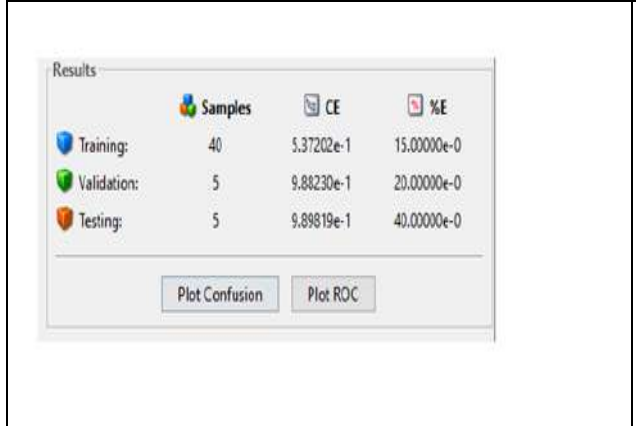 Results
Samples CE %E
Training: 40 5.37202e-1 15.00000e-0
Validation: 5 9.88230e-1 20.00000e-0
Testing: 5 9.89819e-1 40.00000e-0
Plot Confusion Plot ROC